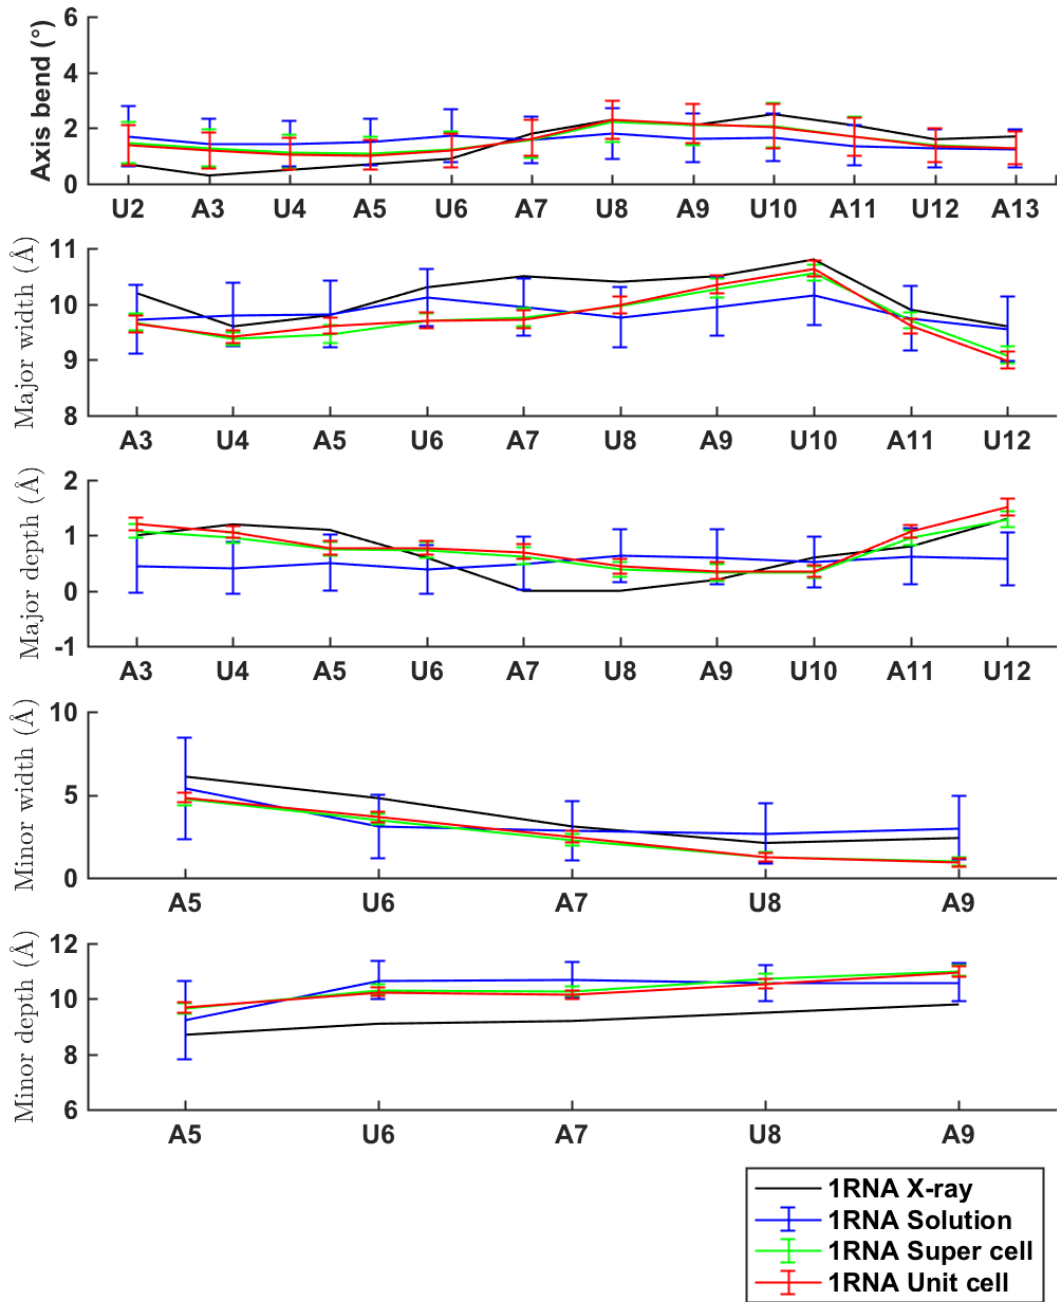 Axis bend (°)
6
4
2
0
U2 A3 U4 A5 U6 A7 U8 A9 U10 A11 U12 A13
Major width (Å)
11
10
9
8
A3 U4 A5 U6 A7 U8 A9 U10 A11 U12
Major depth (Å)
2
1
0
-1
A3 U4 A5 U6 A7 U8 A9 U10 A11 U12
Minor width (Å)
10
5
0
A5 U6 A7 U8 A9
Minor depth (Å)
12
10
8
6
A5 U6 A7 U8 A9
1RNA X-ray
1RNA Solution
1RNA Super cell
1RNA Unit cell